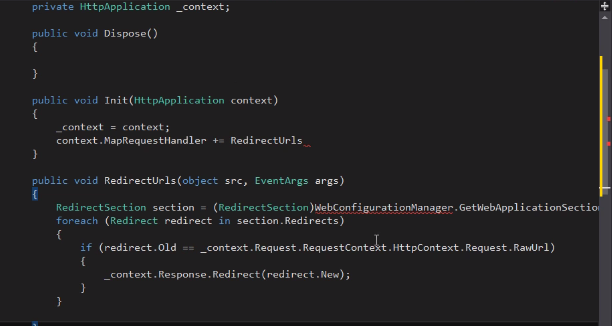 private HttpApplication _context;
public void Dispose()
{
}
public void Init(HttpApplication context)
{
_context = context;
context.MapRequestHandler += RedirectUrls
}
public void RedirectUrls(object src, EventArgs args)
{
RedirectSection section = (RedirectSection)WebConfigurationManager.GetWebApplicationSection
foreach (Redirect redirect in section.Redirects)
{
if (redirect.Old == _context.Request.RequestContext.HttpContext.Request.RawUrl)
{
_context.Response.Redirect(redirect.New);
}
}
}